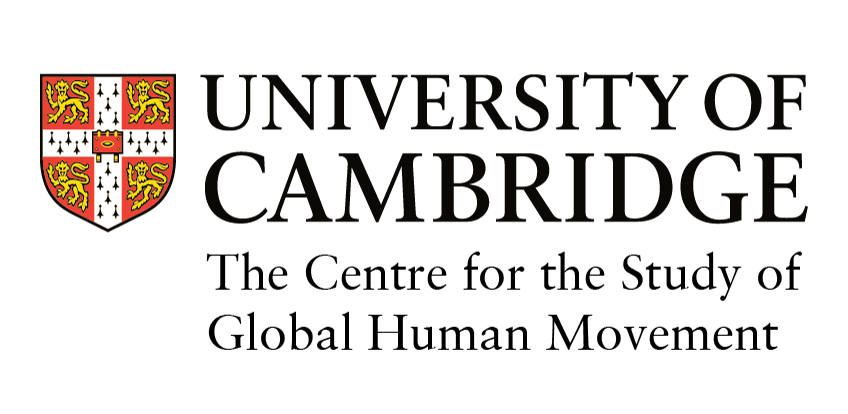 UNIVERSITY OF
CAMBRIDGE
The Centre for the Study of
Global Human Movement